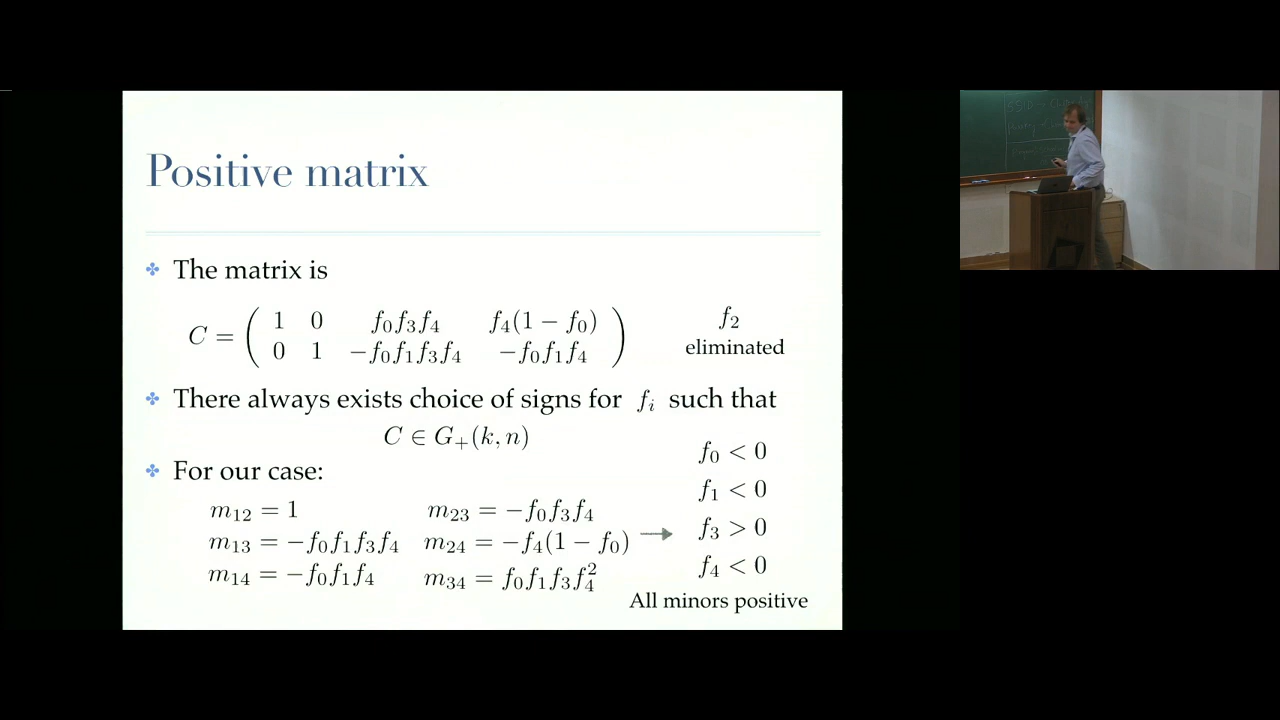 Positive matrix
The matrix is
C = ( 1 0 f₀f₃f₄ f₄(1 − f₀)
0 1 −f₀f₁f₃f₄ −f₀f₁f₄ )
f₂
eliminated
There always exists choice of signs for fᵢ such that
C ∈ G₊(k, n)
For our case:
m₁₂ = 1 m₂₃ = −f₀f₃f₄
m₁₃ = −f₀f₁f₃f₄ m₂₄ = −f₄(1 − f₀)
m₁₄ = −f₀f₁f₄ m₃₄ = f₀f₁f₃f₄²
→
f₀ < 0
f₁ < 0
f₃ > 0
f₄ < 0
All minors positive